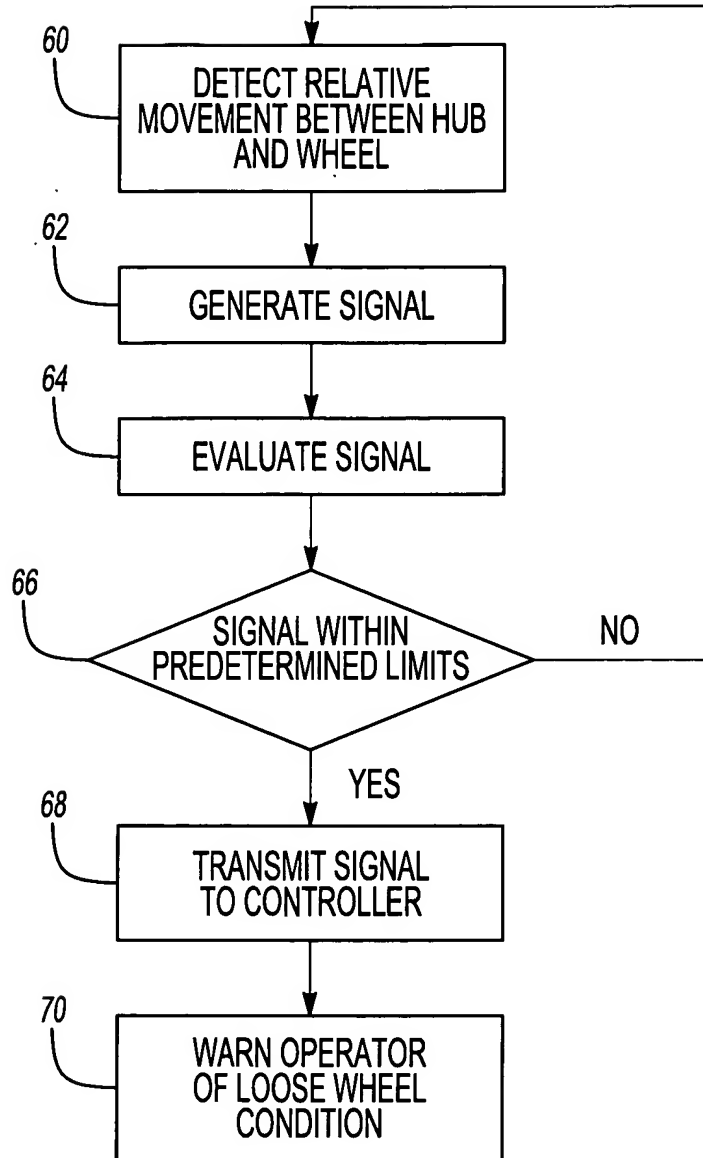 60
DETECT RELATIVE
MOVEMENT BETWEEN HUB
AND WHEEL
62
GENERATE SIGNAL
64
EVALUATE SIGNAL
66
SIGNAL WITHIN
PREDETERMINED LIMITS
NO
YES
68
TRANSMIT SIGNAL
TO CONTROLLER
70
WARN OPERATOR
OF LOOSE WHEEL
CONDITION